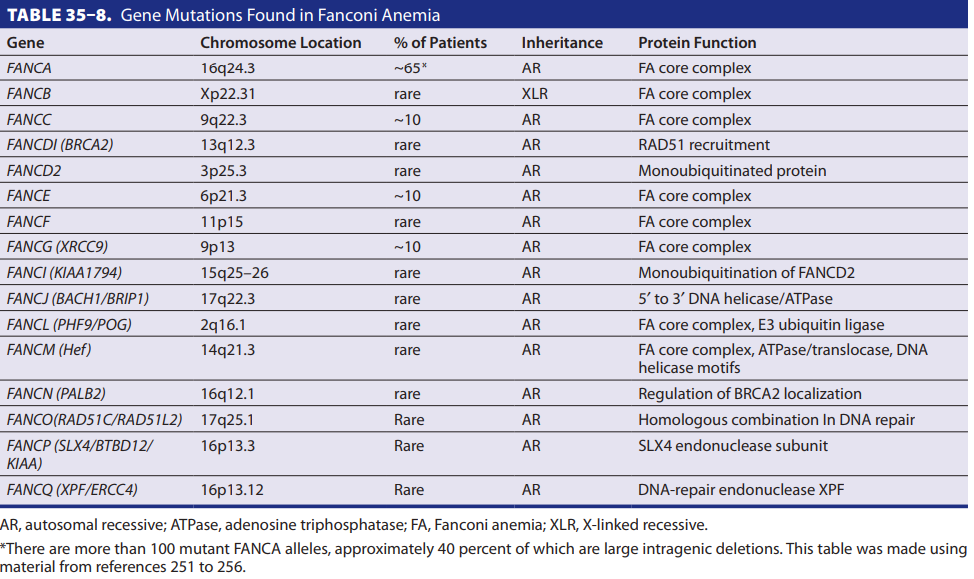 TABLE 35–8. Gene Mutations Found in Fanconi Anemia
Gene Chromosome Location % of Patients Inheritance Protein Function
FANCA 16q24.3 ~65* AR FA core complex
FANCB Xp22.31 rare XLR FA core complex
FANCC 9q22.3 ~10 AR FA core complex
FANCDI (BRCA2) 13q12.3 rare AR RAD51 recruitment
FANCD2 3p25.3 rare AR Monoubiquitinated protein
FANCE 6p21.3 ~10 AR FA core complex
FANCF 11p15 rare AR FA core complex
FANCG (XRCC9) 9p13 ~10 AR FA core complex
FANCI (KIAA1794) 15q25–26 rare AR Monoubiquitination of FANCD2
FANCJ (BACH1/BRIP1) 17q22.3 rare AR 5′ to 3′ DNA helicase/ATPase
FANCL (PHF9/POG) 2q16.1 rare AR FA core complex, E3 ubiquitin ligase
FANCM (Hef) 14q21.3 rare AR FA core complex, ATPase/translocase, DNA
helicase motifs
FANCN (PALB2) 16q12.1 rare AR Regulation of BRCA2 localization
FANCO(RAD51C/RAD51L2) 17q25.1 Rare AR Homologous combination In DNA repair
FANCP (SLX4/BTBD12/ 16p13.3 Rare AR SLX4 endonuclease subunit
KIAA)
FANCQ (XPF/ERCC4) 16p13.12 Rare AR DNA-repair endonuclease XPF
AR, autosomal recessive; ATPase, adenosine triphosphatase; FA, Fanconi anemia; XLR, X-linked recessive.
*There are more than 100 mutant FANCA alleles, approximately 40 percent of which are large intragenic deletions. This table was made using
material from references 251 to 256.